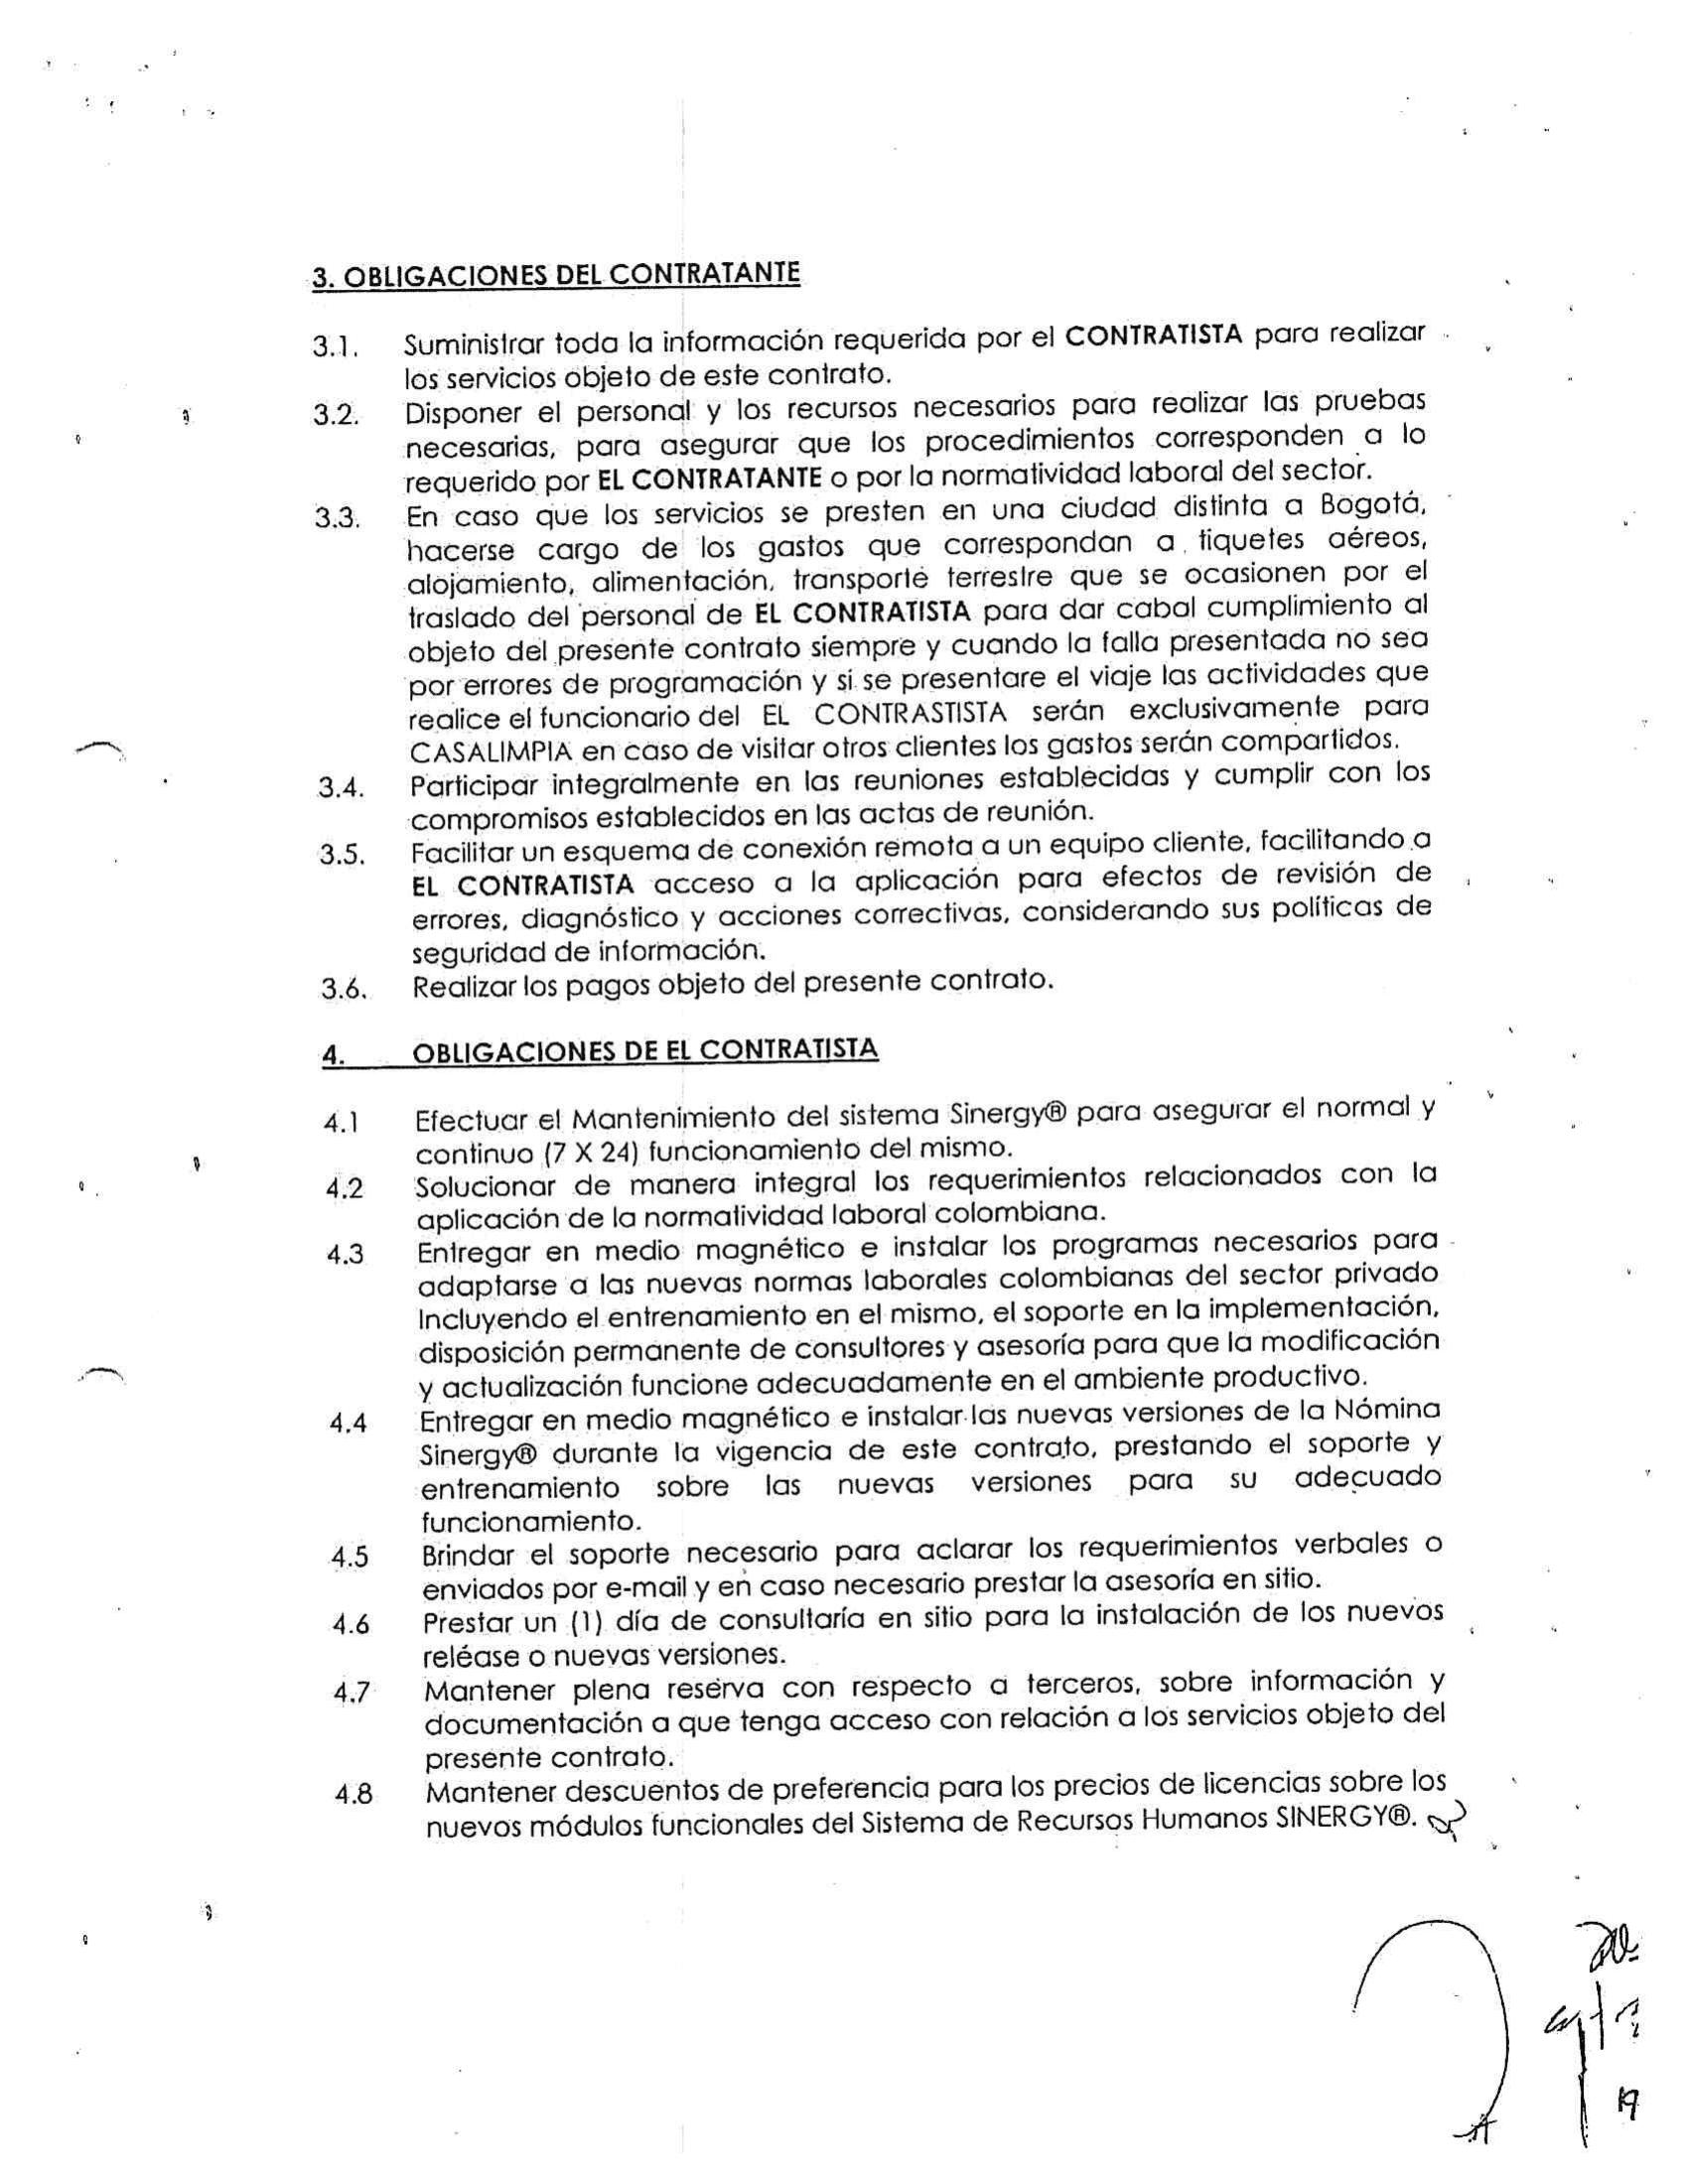 3. OBLIGACIONES DEL CONTRATANTE
3.1. Suministrar toda la información requerida por el CONTRATISTA para realizar
los servicios objeto de este contrato.
3.2. Disponer el personal y los recursos necesarios para realizar las pruebas
necesarias, para asegurar que los procedimientos corresponden a lo
requerido por EL CONTRATANTE o por la normatividad laboral del sector.
3.3. En caso que los servicios se presten en una ciudad distinta a Bogotá,
hacerse cargo de los gastos que correspondan a tiquetes aéreos,
alojamiento, alimentación, transporte terrestre que se ocasionen por el
traslado del personal de EL CONTRATISTA para dar cabal cumplimiento al
objeto del presente contrato siempre y cuando la falla presentada no sea
por errores de programación y si se presentare el viaje las actividades que
realice el funcionario del EL CONTRASTISTA serán exclusivamente para
CASALIMPIA en caso de visitar otros clientes los gastos serán compartidos.
3.4. Participar integralmente en las reuniones establecidas y cumplir con los
compromisos establecidos en las actas de reunión.
3.5. Facilitar un esquema de conexión remota a un equipo cliente, facilitando a
EL CONTRATISTA acceso a la aplicación para efectos de revisión de
errores, diagnóstico y acciones correctivas, considerando sus políticas de
seguridad de información.
3.6. Realizar los pagos objeto del presente contrato.
4. OBLIGACIONES DE EL CONTRATISTA
4.1 Efectuar el Mantenimiento del sistema Sinergy® para asegurar el normal y
continuo (7 X 24) funcionamiento del mismo.
4.2 Solucionar de manera integral los requerimientos relacionados con la
aplicación de la normatividad laboral colombiana.
4.3 Entregar en medio magnético e instalar los programas necesarios para
adaptarse a las nuevas normas laborales colombianas del sector privado
Incluyendo el entrenamiento en el mismo, el soporte en la implementación,
disposición permanente de consultores y asesoría para que la modificación
y actualización funcione adecuadamente en el ambiente productivo.
4.4 Entregar en medio magnético e instalar las nuevas versiones de la Nómina
Sinergy® durante la vigencia de este contrato, prestando el soporte y
entrenamiento sobre las nuevas versiones para su adecuado
funcionamiento.
4.5 Brindar el soporte necesario para aclarar los requerimientos verbales o
enviados por e-mail y en caso necesario prestar la asesoría en sitio.
4.6 Prestar un (1) día de consultaría en sitio para la instalación de los nuevos
reléase o nuevas versiones.
4.7 Mantener plena reserva con respecto a terceros, sobre información y
documentación a que tenga acceso con relación a los servicios objeto del
presente contrato.
4.8 Mantener descuentos de preferencia para los precios de licencias sobre los
nuevos módulos funcionales del Sistema de Recursos Humanos SINERGY®.